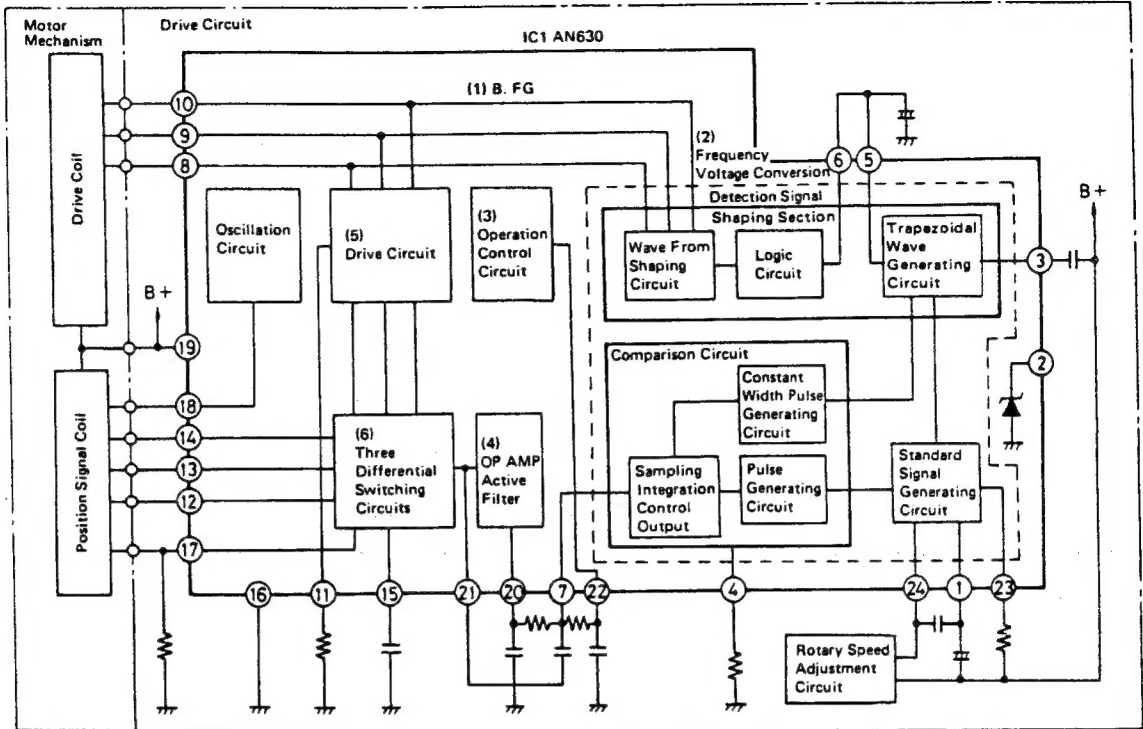 Motor
Mechanism
Drive Circuit
IC1 AN630
(1) B. FG
10
9
8
Drive Coil
(2)
Frequency
Voltage Conversion
6
5
B+
Detection Signal
Shaping Section
Oscillation
Circuit
(5)
Drive Circuit
(3)
Operation
Control
Circuit
Wave From
Shaping
Circuit
Logic
Circuit
Trapazoidal
Wave
Generating
Circuit
3
B+
19
2
Comparison Circuit
Constant
Width Pulse
Generating
Circuit
Position Signal Coil
18
14
13
12
17
(6)
Three
Differential
Switching
Circuits
(4)
OP AMP
Active
Filter
Sampling
Integration
Control
Output
Pulse
Generating
Circuit
Standard
Signal
Generating
Circuit
16
11
15
21
20
7
22
4
24
1
23
Rotary Speed
Adjustment
Circuit